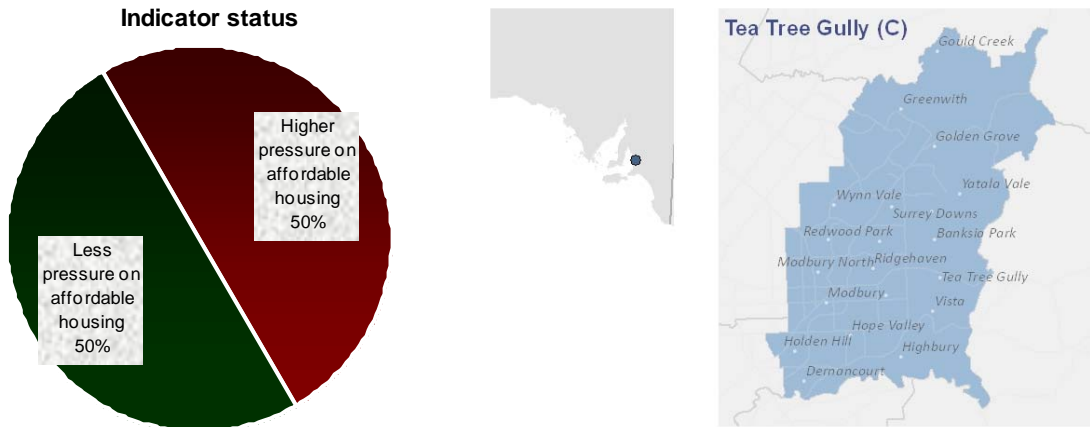 Indicator status
Higher
pressure on
affordable
housing
50%
Less
pressure on
affordable
housing
50%
Tea Tree Gully (C)
Gould Creek
Greenwith
Golden Grove
Yatala Vale
Wynn Vale
Surrey Downs
Redwood Park
Banksia Park
Modbury North
Ridgehaven
Tea Tree Gully
Modbury
Vista
Hope Valley
Holden Hill
Highbury
Dernancourt